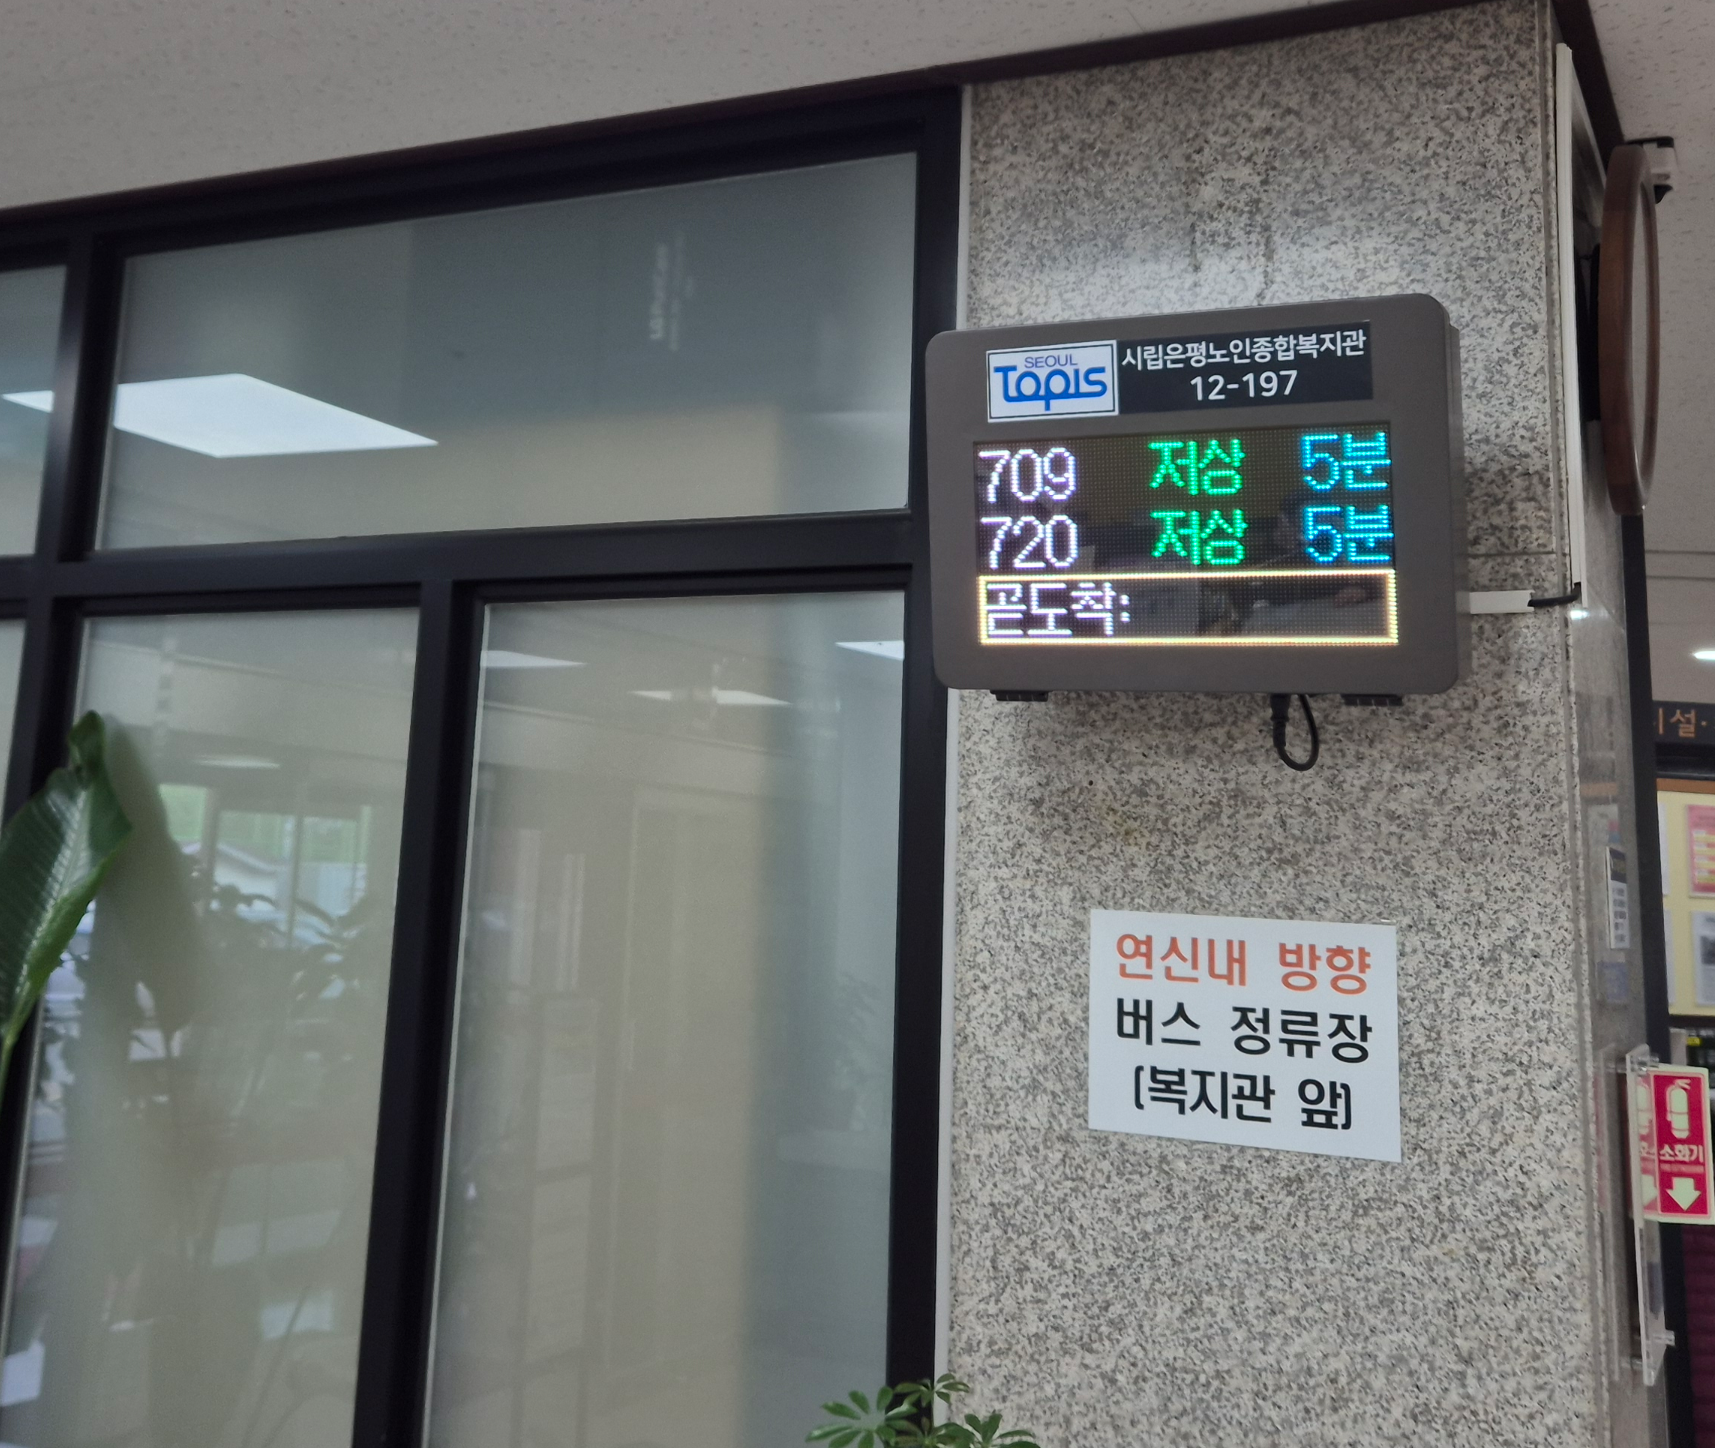 SEOUL
Topis
시립은평노인종합복지관
12-197
709 저상 5분
720 저상 5분
곧도착:
연신내 방향
버스 정류장
(복지관 앞)
소화기